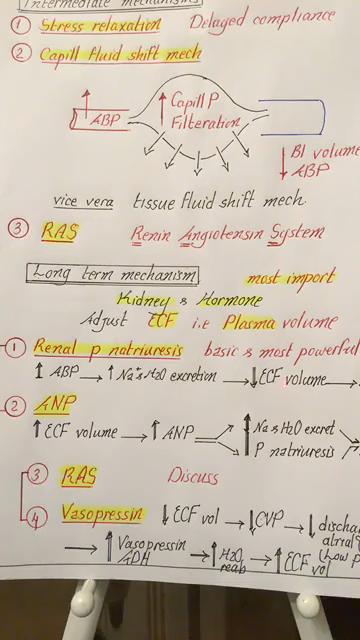 Intermediate mechanisms
① Stress relaxation Delayed compliance
② Capill fluid shift mech
↑ ABP
↑ Capill P
Filteration
↓ Bl volume
ABP
vice vera tissue fluid shift mech.
③ RAS Renin Angiotensin System
Long term mechanism most import
Kidney & Hormone
Adjust ECF i.e Plasma volume
① Renal p natriuresis basic & most powerful
↑ ABP → ↑ Na⁺& H2O excretion → ↓ ECF volume →
② ANP
↑ ECF volume → ↑ ANP
↑ Na & H2O excret
P natriuresis
③ RAS Discuss
④ Vasopressin ↓ ECF vol → ↓ CVP → ↓
atrial
(Low p
→ ↑ Vasopressin → ↑ H2O → ↑ ECF
ADH reab vol